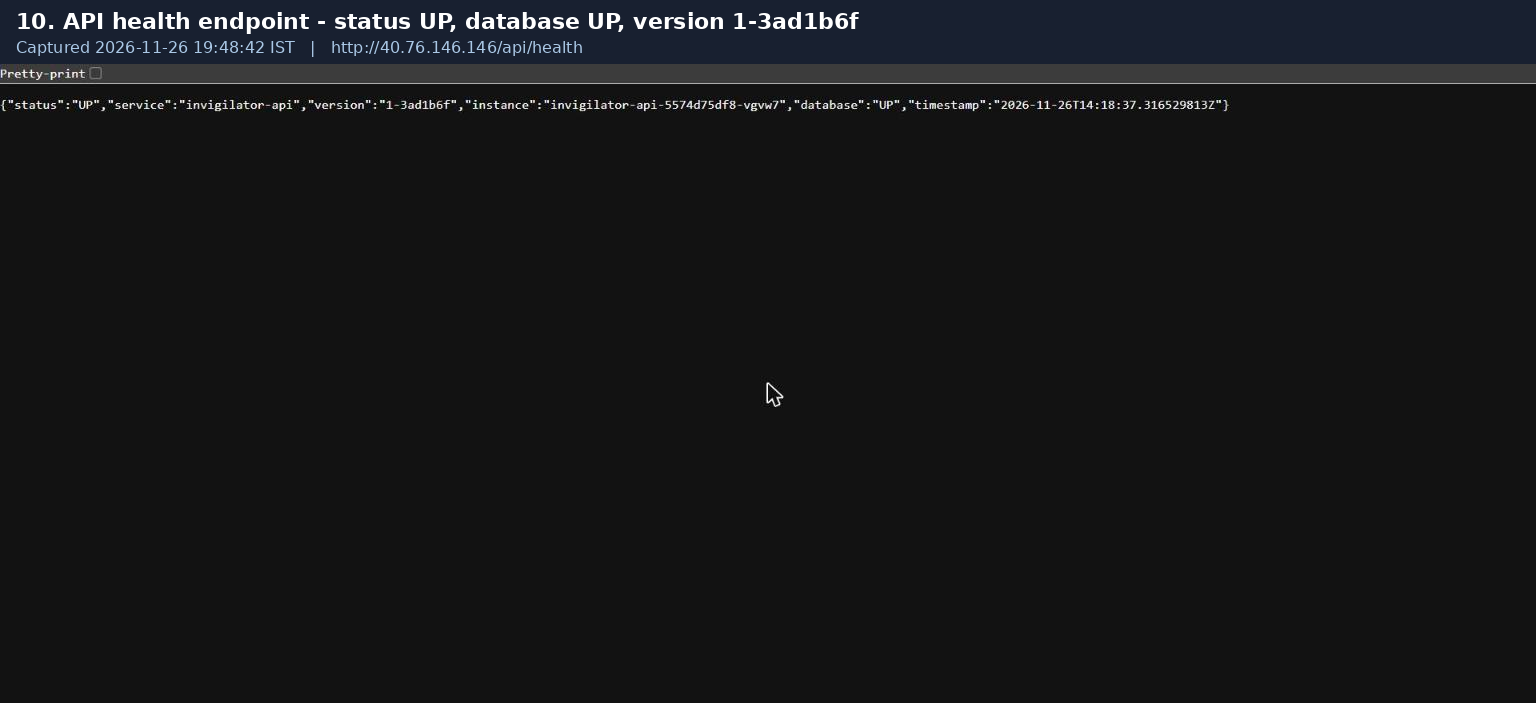 10. API health endpoint - status UP, database UP, version 1-3ad1b6f
Captured 2026-11-26 19:48:42 IST | http://40.76.146.146/api/health
Pretty-print
{"status":"UP","service":"invigilator-api","version":"1-3ad1b6f","instance":"invigilator-api-5574d75df8-vgvw7","database":"UP","timestamp":"2026-11-26T14:18:37.316529813Z"}